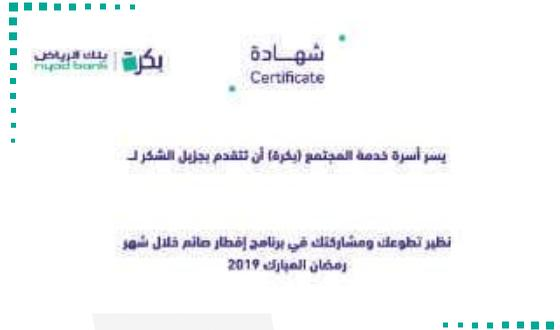 شهـــادة
Certificate
بنك الرياض
riyad bank
بكرة
يسر أسرة خدمة المجتمع (بكرة) أن تتقدم بجزيل الشكر لـ
نظير تطوعك ومشاركتك في برنامج إفطار صائم خلال شهر
رمضان المبارك 2019